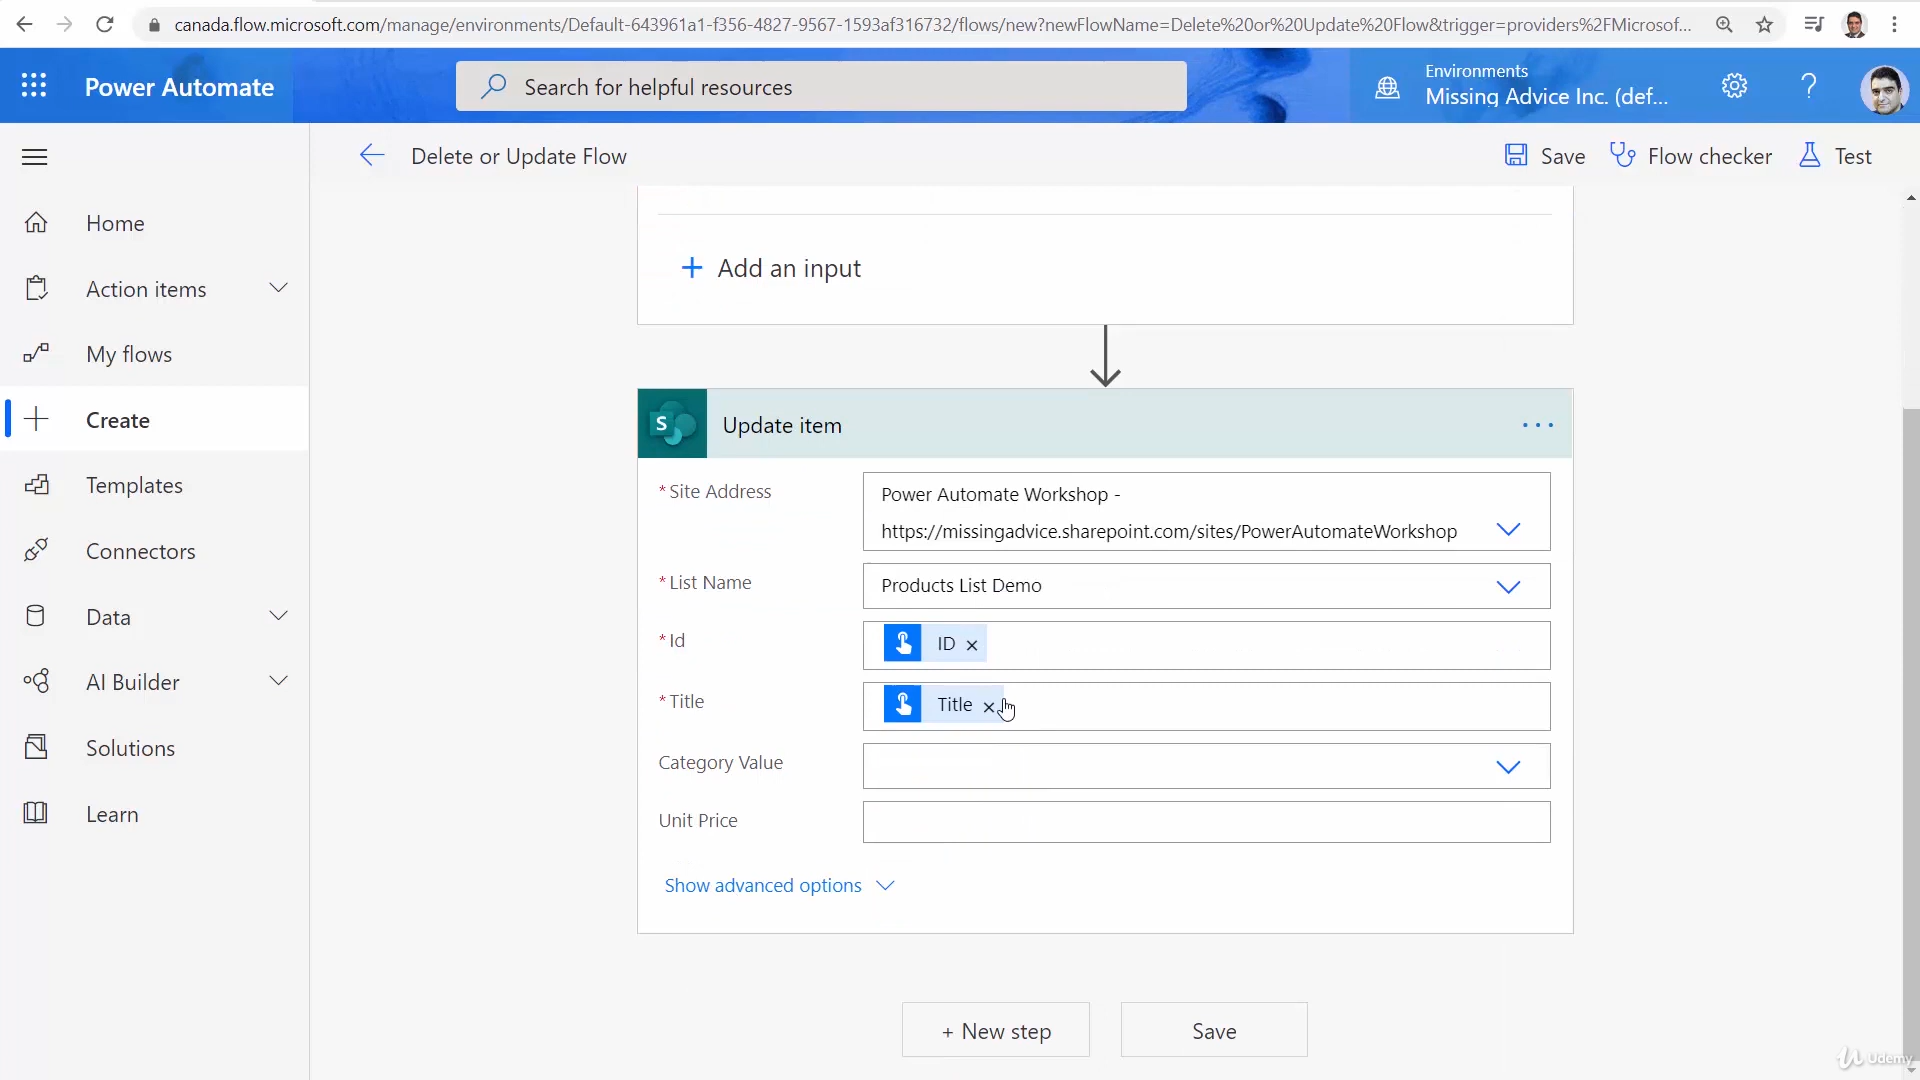 canada.flow.microsoft.com/manage/environments/Default-643961a1-f356-4827-9567-1593af316732/flows/new?newFlowName=Delete%20or%20Update%20Flow&trigger=providers%2FMicrosof...
Power Automate
Search for helpful resources
Environments
Missing Advice Inc. (def...
?
Delete or Update Flow
Save
Flow checker
Test
Home
Action items
My flows
Create
Templates
Connectors
Data
AI Builder
Solutions
Learn
+ Add an input
S
Update item
...
* Site Address
Power Automate Workshop -
https://missingadvice.sharepoint.com/sites/PowerAutomateWorkshop
* List Name
Products List Demo
* Id
ID ×
* Title
Title ×
Category Value
Unit Price
Show advanced options
+ New step
Save
Udemy